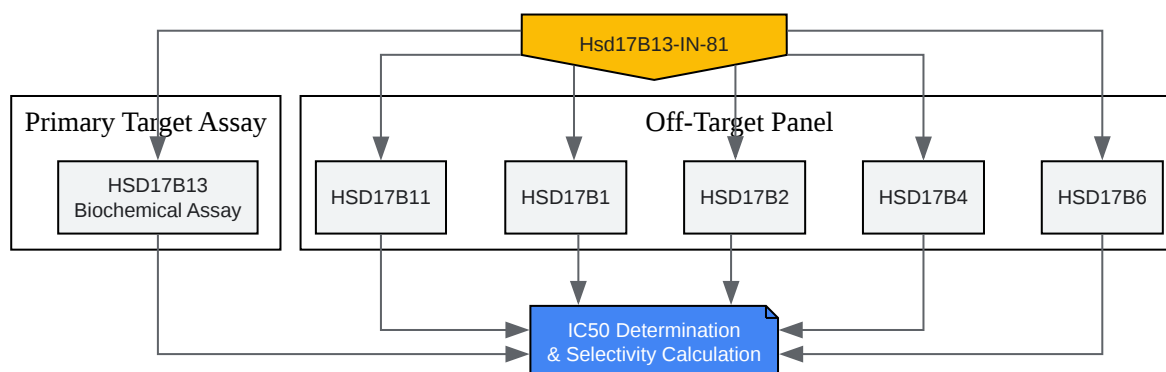 Hsd17B13-IN-81
Primary Target Assay
Off-Target Panel
HSD17B13
Biochemical Assay
HSD17B11
HSD17B1
HSD17B2
HSD17B4
HSD17B6
IC50 Determination
& Selectivity Calculation